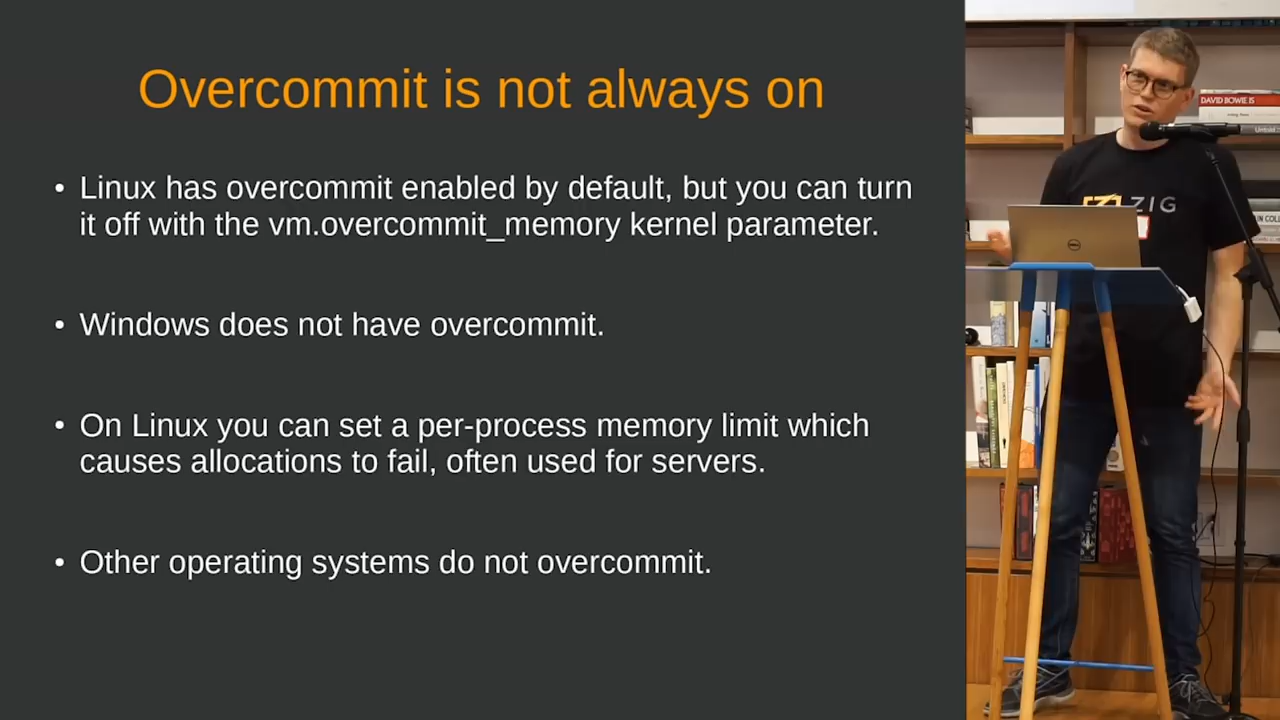 Overcommit is not always on
• Linux has overcommit enabled by default, but you can turn
it off with the vm.overcommit_memory kernel parameter.
• Windows does not have overcommit.
• On Linux you can set a per-process memory limit which
causes allocations to fail, often used for servers.
• Other operating systems do not overcommit.
DAVID BOWIE IS
ZIG
DELL